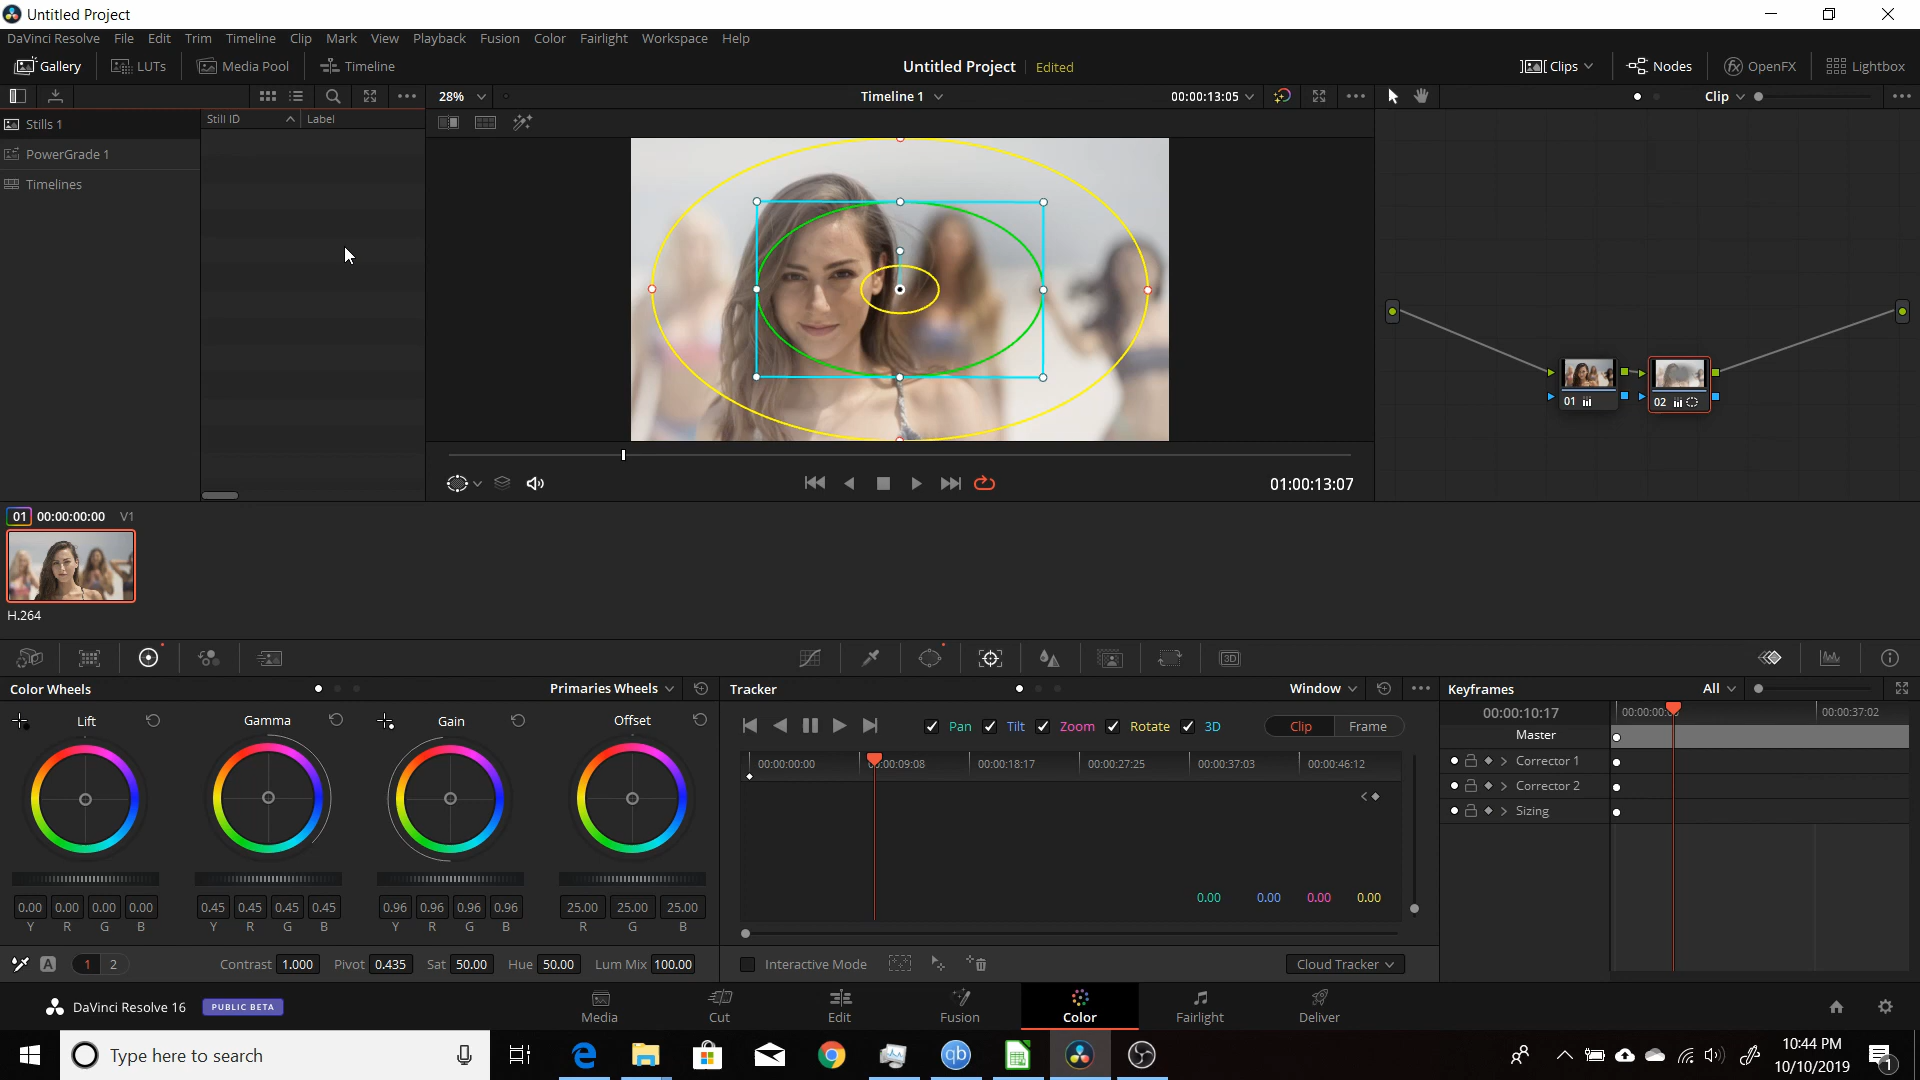 Untitled Project
DaVinci Resolve File Edit Trim Timeline Clip Mark View Playback Fusion Color Fairlight Workspace Help
Gallery LUTs Media Pool Timeline Untitled Project Edited Clips Nodes fx OpenFX Lightbox
28% Timeline 1 00:00:13:05 Clip
Stills 1
PowerGrade 1
Timelines
Still ID Label
01 02
01:00:13:07
01 00:00:00:00 V1
H.264
3D
Color Wheels Primaries Wheels Tracker Window Keyframes All
Lift Gamma Gain Offset
0.00 0.00 0.00 0.00 0.45 0.45 0.45 0.45 0.96 0.96 0.96 0.96 25.00 25.00 25.00
Y R G B Y R G B Y R G B R G B
A 1 2 Contrast 1.000 Pivot 0.435 Sat 50.00 Hue 50.00 Lum Mix 100.00
Pan Tilt Zoom Rotate 3D Clip Frame
00:00:00:00 00:00:09:08 00:00:18:17 00:00:27:25 00:00:37:03 00:00:46:12
0.00 0.00 0.00 0.00
Interactive Mode Cloud Tracker
00:00:10:17 00:00:00: 00:00:37:02
Master
Corrector 1
Corrector 2
Sizing
DaVinci Resolve 16 PUBLIC BETA Media Cut Edit Fusion Color Fairlight Deliver
Type here to search
qb
10:44 PM
10/10/2019
1